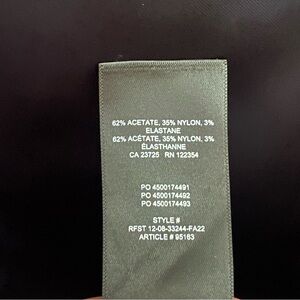 62% ACETATE, 35% NYLON, 3%
ELASTANE
62% ACÉTATE, 35% NYLON, 3%
ÉLASTHANNE
CA 23725 RN 122354
PO 4500174491
PO 4500174492
PO 4500174493
STYLE #
RFST 12-08-33244-FA22
ARTICLE # 95163